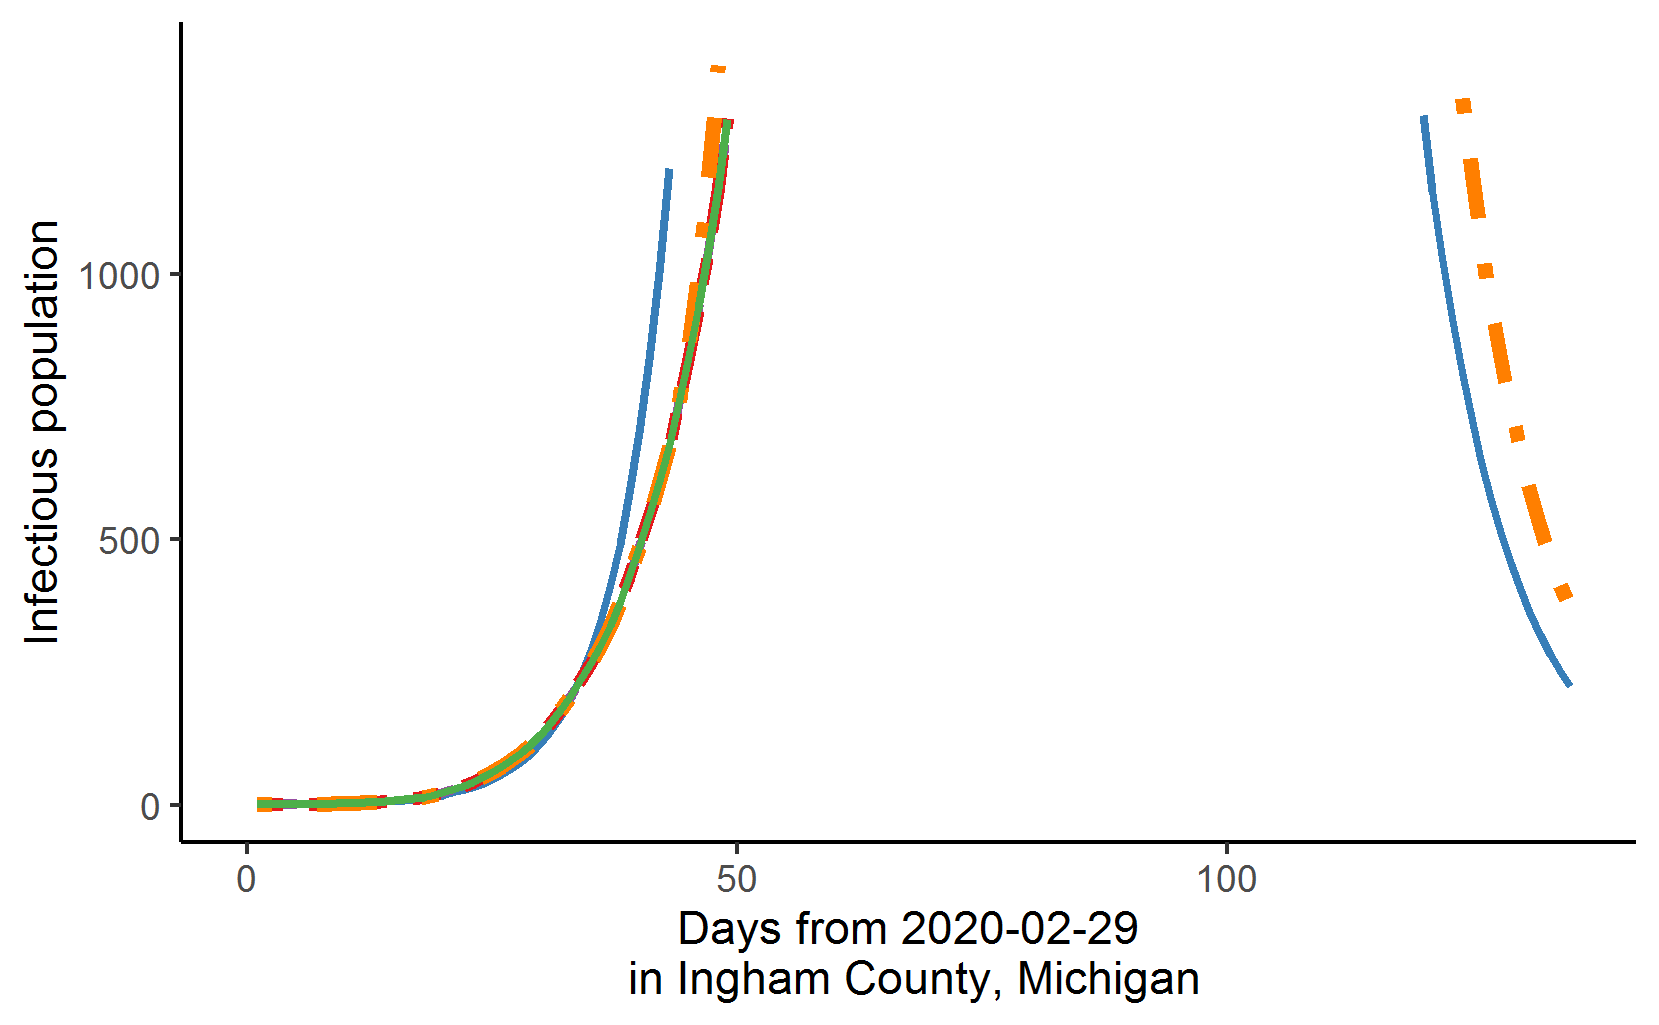 Infectious population
1000
500
0
0 50 100
Days from 2020-02-29
in Ingham County, Michigan